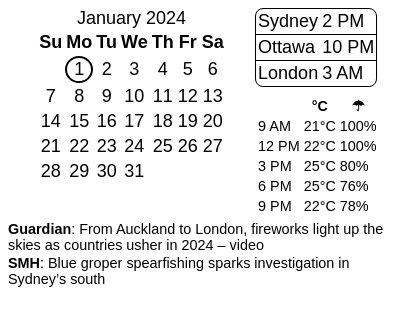 January 2024
Su Mo Tu We Th Fr Sa
1 2 3 4 5 6
7 8 9 10 11 12 13
14 15 16 17 18 19 20
21 22 23 24 25 26 27
28 29 30 31
Sydney 2 PM
Ottawa 10 PM
London 3 AM
°C ☂
9 AM 21°C 100%
12 PM 22°C 100%
3 PM 25°C 80%
6 PM 25°C 76%
9 PM 22°C 78%
Guardian: From Auckland to London, fireworks light up the
skies as countries usher in 2024 – video
SMH: Blue groper spearfishing sparks investigation in
Sydney’s south